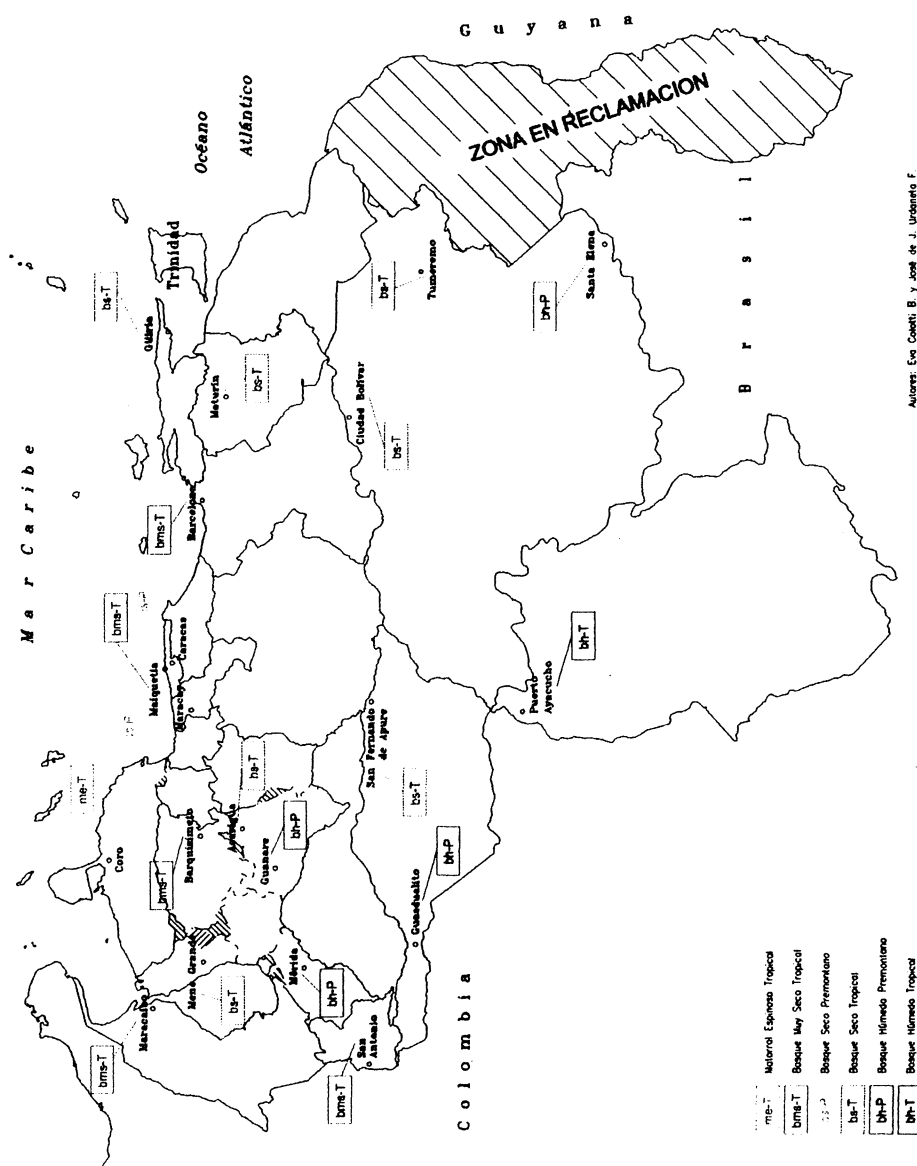 Mar Caribe
Océano
Atlántico
Guyana
ZONA EN RECLAMACION
Brasil
Colombia
Trinidad
bms-T
Maracaibo
me-T
Coro
bms-T
Barquisimeto
bs-T
Mene Grande
Guanare
bh-P
Mérida
bh-P
San
Antonio
bms-T
Guasdualito
bh-P
bs-T
San Fernando
de Apure
Maracay
Maiquetía
bms-T
Caracas
Barcelona
bms-T
Güiria
bs-T
Maturín
bs-T
Ciudad Bolívar
bs-T
Tumeremo
bs-T
Santa Elena
bh-P
Puerto
Ayacucho
bh-T
me-T Matorral Espinoso Tropical
bms-T Bosque Muy Seco Tropical
bs-P Bosque Seco Premontano
bs-T Bosque Seco Tropical
bh-P Bosque Húmedo Premontano
bh-T Bosque Húmedo Tropical
Autores: Eva Colotti B. y José de J. Urdaneta F.